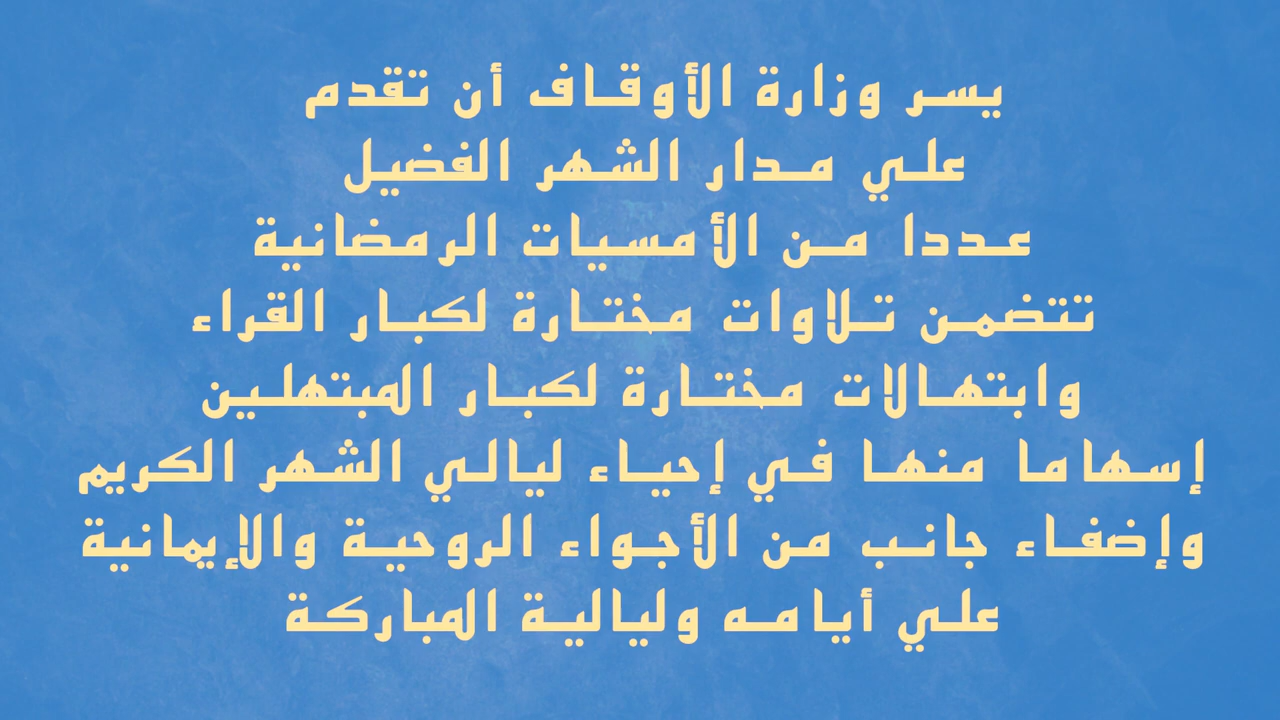 يسر وزارة الأوقاف أن تقدم
علي مدار الشهر الفضيل
عددا من الأمسيات الرمضانية
تتضمن تلاوات مختارة لكبار القراء
وابتهالات مختارة لكبار المبتهلين
إسهاما منها في إحياء ليالي الشهر الكريم
وإضفاء جانب من الأجواء الروحية والإيمانية
علي أيامه وليالية المباركة